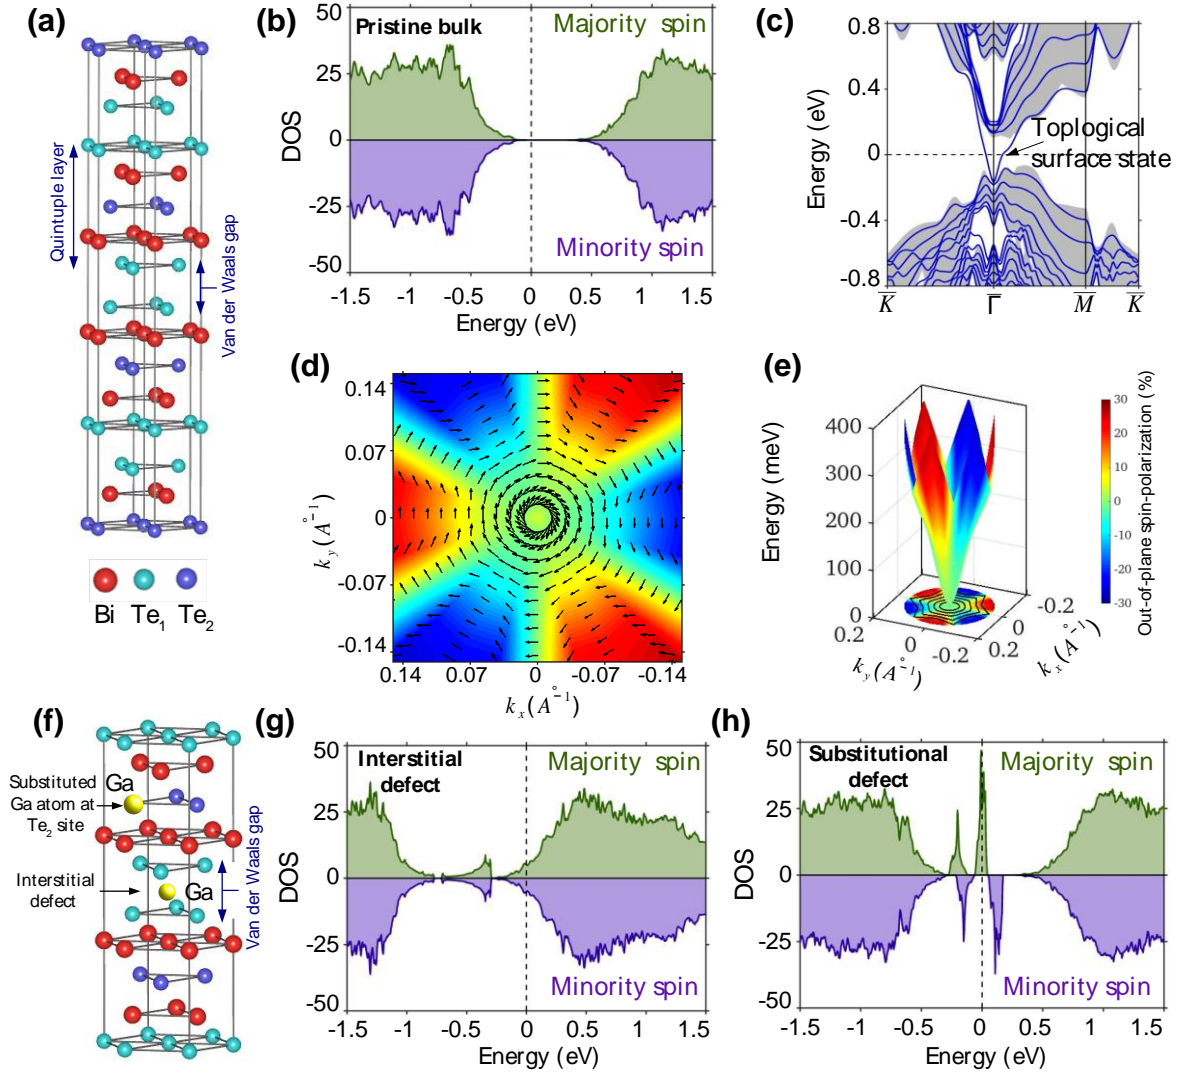 (a)
Quintuple layer
Van der Waals gap
Bi
Te1
Te2
(b)
Pristine bulk
Majority spin
Minority spin
DOS
50
25
0
-25
-50
-1.5
-1
-0.5
0
0.5
1
1.5
Energy (eV)
(c)
Energy (eV)
0.8
0.4
0
-0.4
-0.8
Toplogical
surface state
K
Γ
M
K
(d)
ky(Å-1)
0.14
0.07
0
-0.07
-0.14
0.14
0.07
0
-0.07
-0.14
kx(Å-1)
(e)
Energy (meV)
400
300
200
100
0
0.2
0
-0.2
ky(Å-1)
0.2
0
-0.2
kx(Å-1)
30
20
10
0
-10
-20
-30
Out-of-plane spin-polarization (%)
(f)
Substituted
Ga atom at
Te2 site
Ga
Interstitial
defect
Ga
Van der Waals gap
(g)
Interstitial
defect
Majority spin
Minority spin
DOS
50
25
0
-25
-50
-1.5
-1
-0.5
0
0.5
1
1.5
Energy (eV)
(h)
Substitutional
defect
Majority spin
Minority spin
DOS
50
25
0
-25
-50
-1.5
-1
-0.5
0
0.5
1
1.5
Energy (eV)